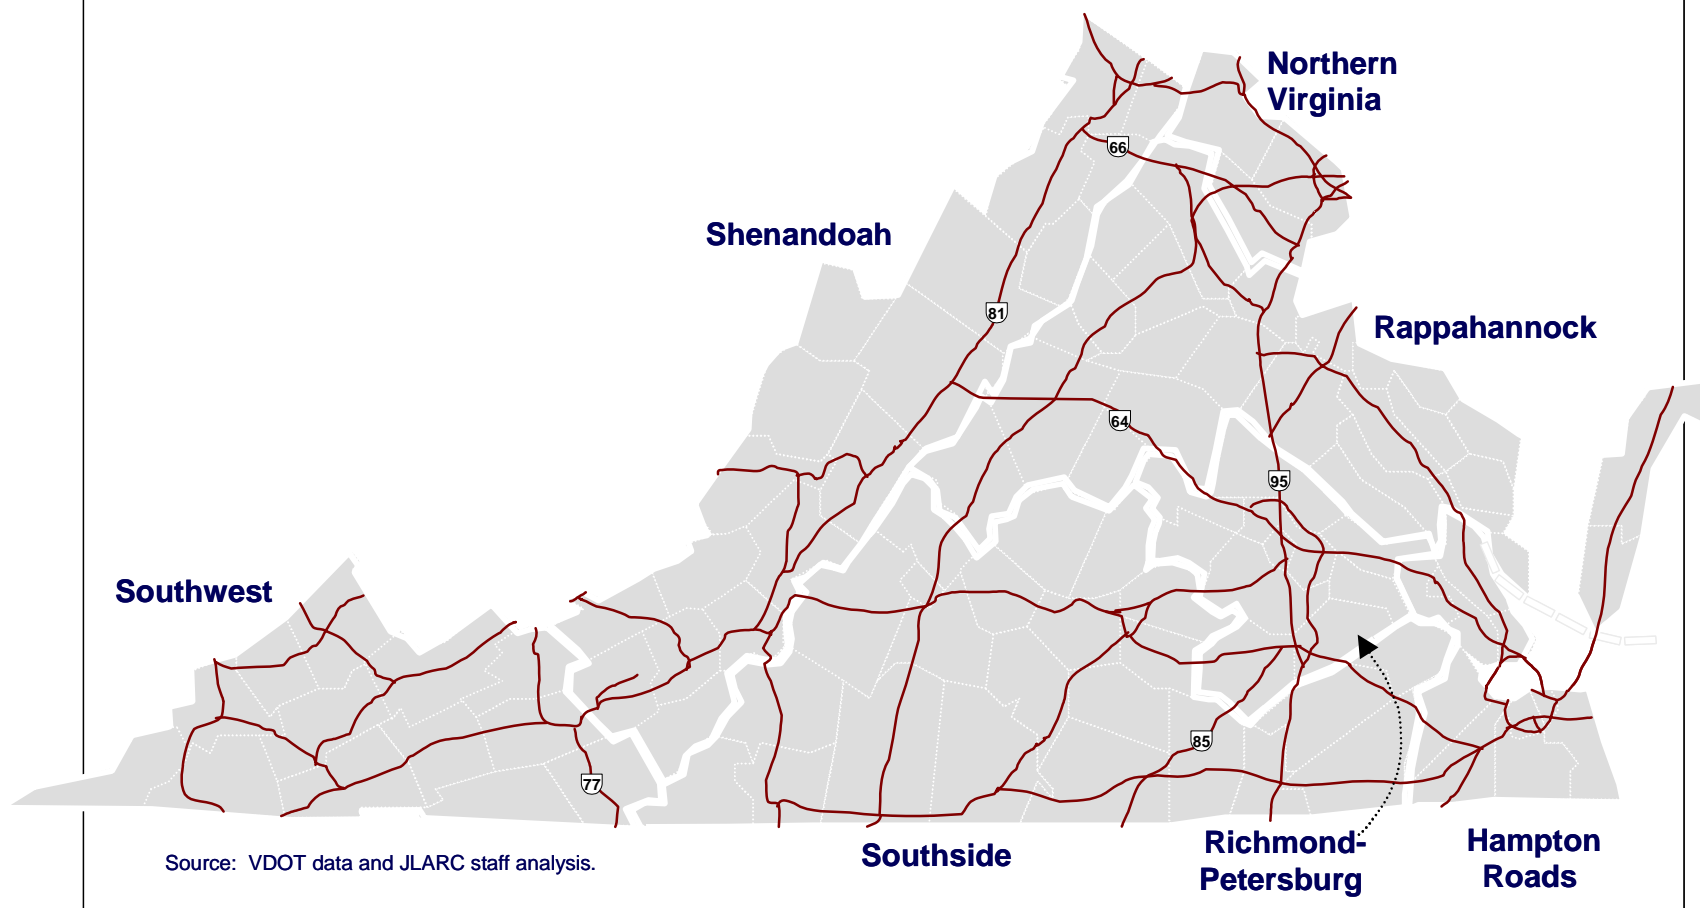 Northern
Virginia
66
Shenandoah
81
Rappahannock
64
95
Southwest
85
77
Richmond-
Petersburg
Hampton
Roads
Southside
Source: VDOT data and JLARC staff analysis.